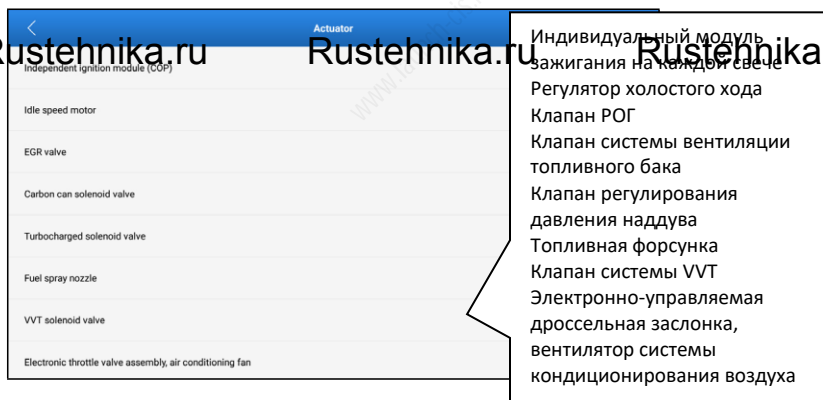 Actuator
Independent ignition module (COP)
Idle speed motor
EGR valve
Carbon can solenoid valve
Turbocharged solenoid valve
Fuel spray nozzle
VVT solenoid valve
Electronic throttle valve assembly, air conditioning fan
Rustehnika.ru
Rustehnika
Индивидуальный модуль
зажигания на каждой свече
Регулятор холостого хода
Клапан РОГ
Клапан системы вентиляции
топливного бака
Клапан регулирования
давления наддува
Топливная форсунка
Клапан системы VVT
Электронно-управляемая
дроссельная заслонка,
вентилятор системы
кондиционирования воздуха